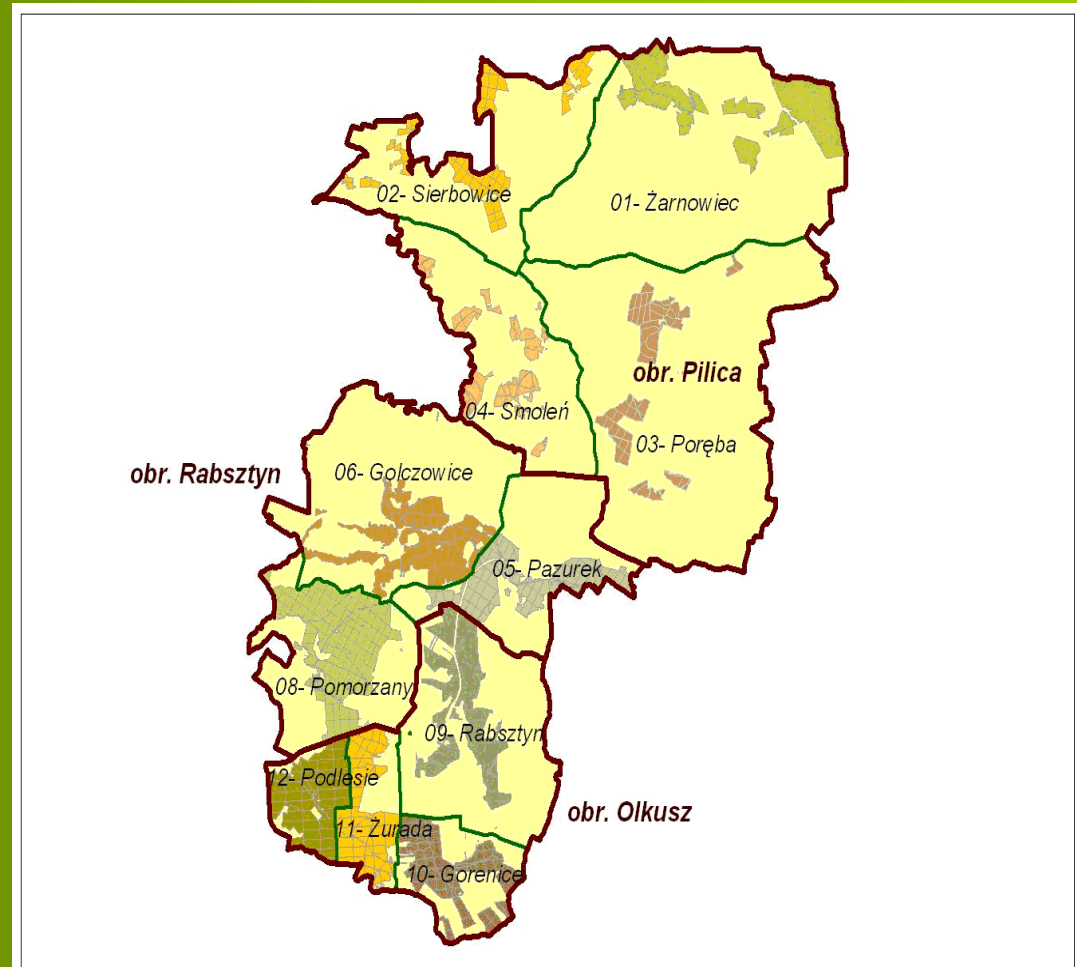 02- Sierbowice
01- Żarnowiec
obr. Pilica
04- Smoleń
03- Poręba
obr. Rabsztyn
06- Golczowice
05- Pazurek
08- Pomorzany
09- Rabsztyn
12- Podlesie
obr. Olkusz
11- Żurada
10- Gorenice